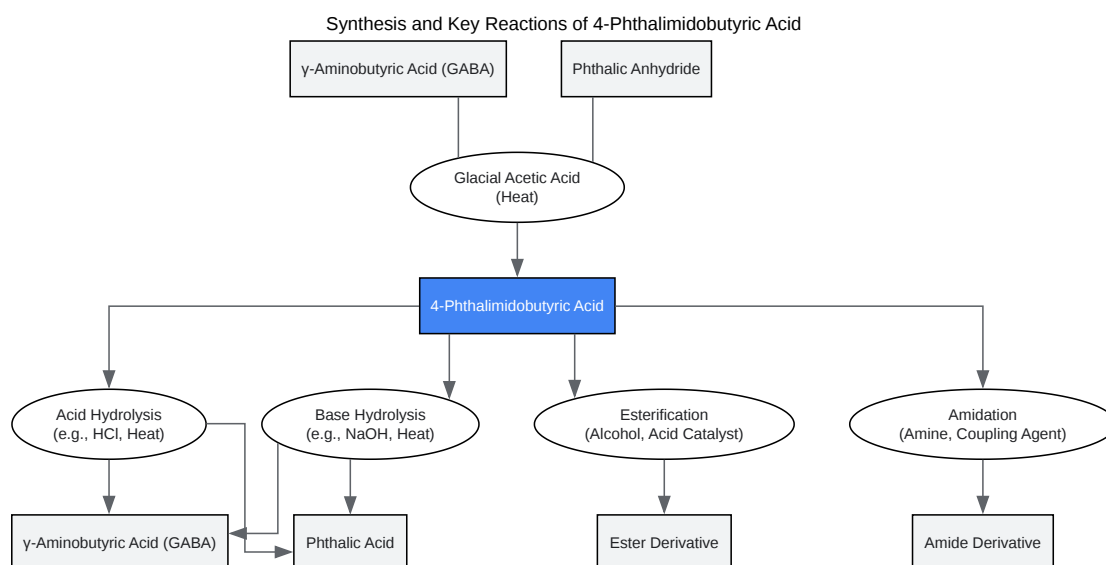 Synthesis and Key Reactions of 4-Phthalimidobutyric Acid
γ-Aminobutyric Acid (GABA)
Phthalic Anhydride
Glacial Acetic Acid
(Heat)
4-Phthalimidobutyric Acid
Acid Hydrolysis
(e.g., HCl, Heat)
Base Hydrolysis
(e.g., NaOH, Heat)
Esterification
(Alcohol, Acid Catalyst)
Amidation
(Amine, Coupling Agent)
γ-Aminobutyric Acid (GABA)
Phthalic Acid
Ester Derivative
Amide Derivative